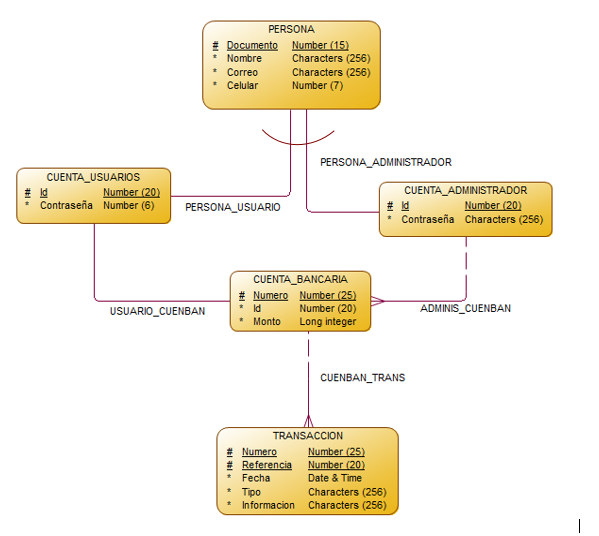 PERSONA
# Documento Number (15)
* Nombre Characters (256)
* Correo Characters (256)
* Celular Number (7)
PERSONA_ADMINISTRADOR
CUENTA_USUARIOS
# Id Number (20)
* Contraseña Number (6)
PERSONA_USUARIO
CUENTA_ADMINISTRADOR
# Id Number (20)
* Contraseña Characters (256)
CUENTA_BANCARIA
# Numero Number (25)
* Id Number (20)
* Monto Long integer
USUARIO_CUENBAN
ADMINIS_CUENBAN
CUENBAN_TRANS
TRANSACCION
# Numero Number (25)
# Referencia Number (20)
* Fecha Date & Time
* Tipo Characters (256)
* Informacion Characters (256)